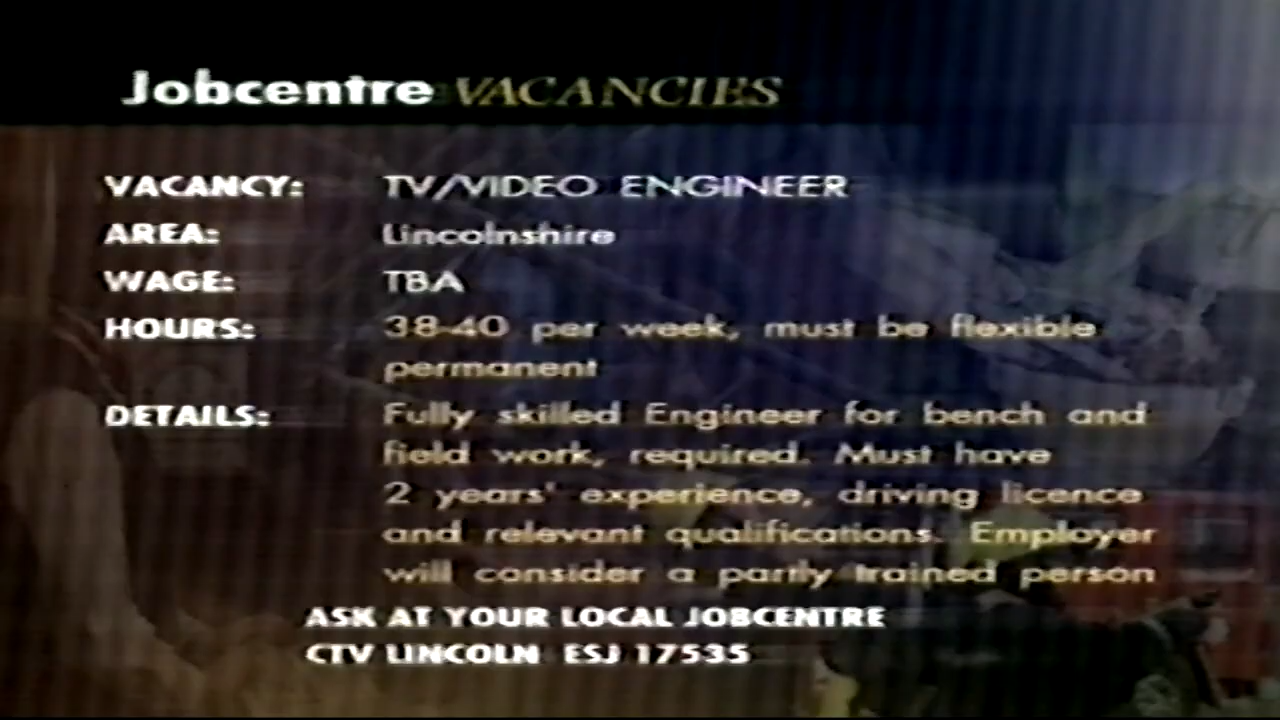 Jobcentre VACANCIES
VACANCY: TV/VIDEO ENGINEER
AREA: Lincolnshire
WAGE: TBA
HOURS: 38-40 per week, must be flexible
permanent
DETAILS: Fully skilled Engineer for bench and
field work, required. Must have
2 years' experience, driving licence
and relevant qualifications. Employer
will consider a partly trained person
ASK AT YOUR LOCAL JOBCENTRE
CTV LINCOLN ESJ 17535